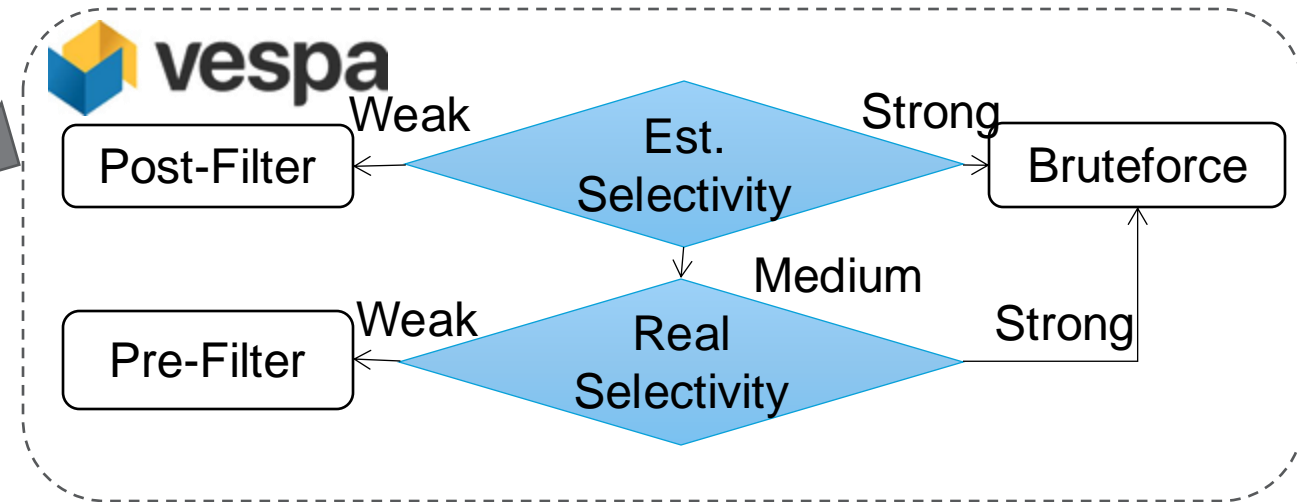 vespa
Weak
Strong
Post-Filter
Est.
Selectivity
Bruteforce
Medium
Weak
Strong
Pre-Filter
Real
Selectivity